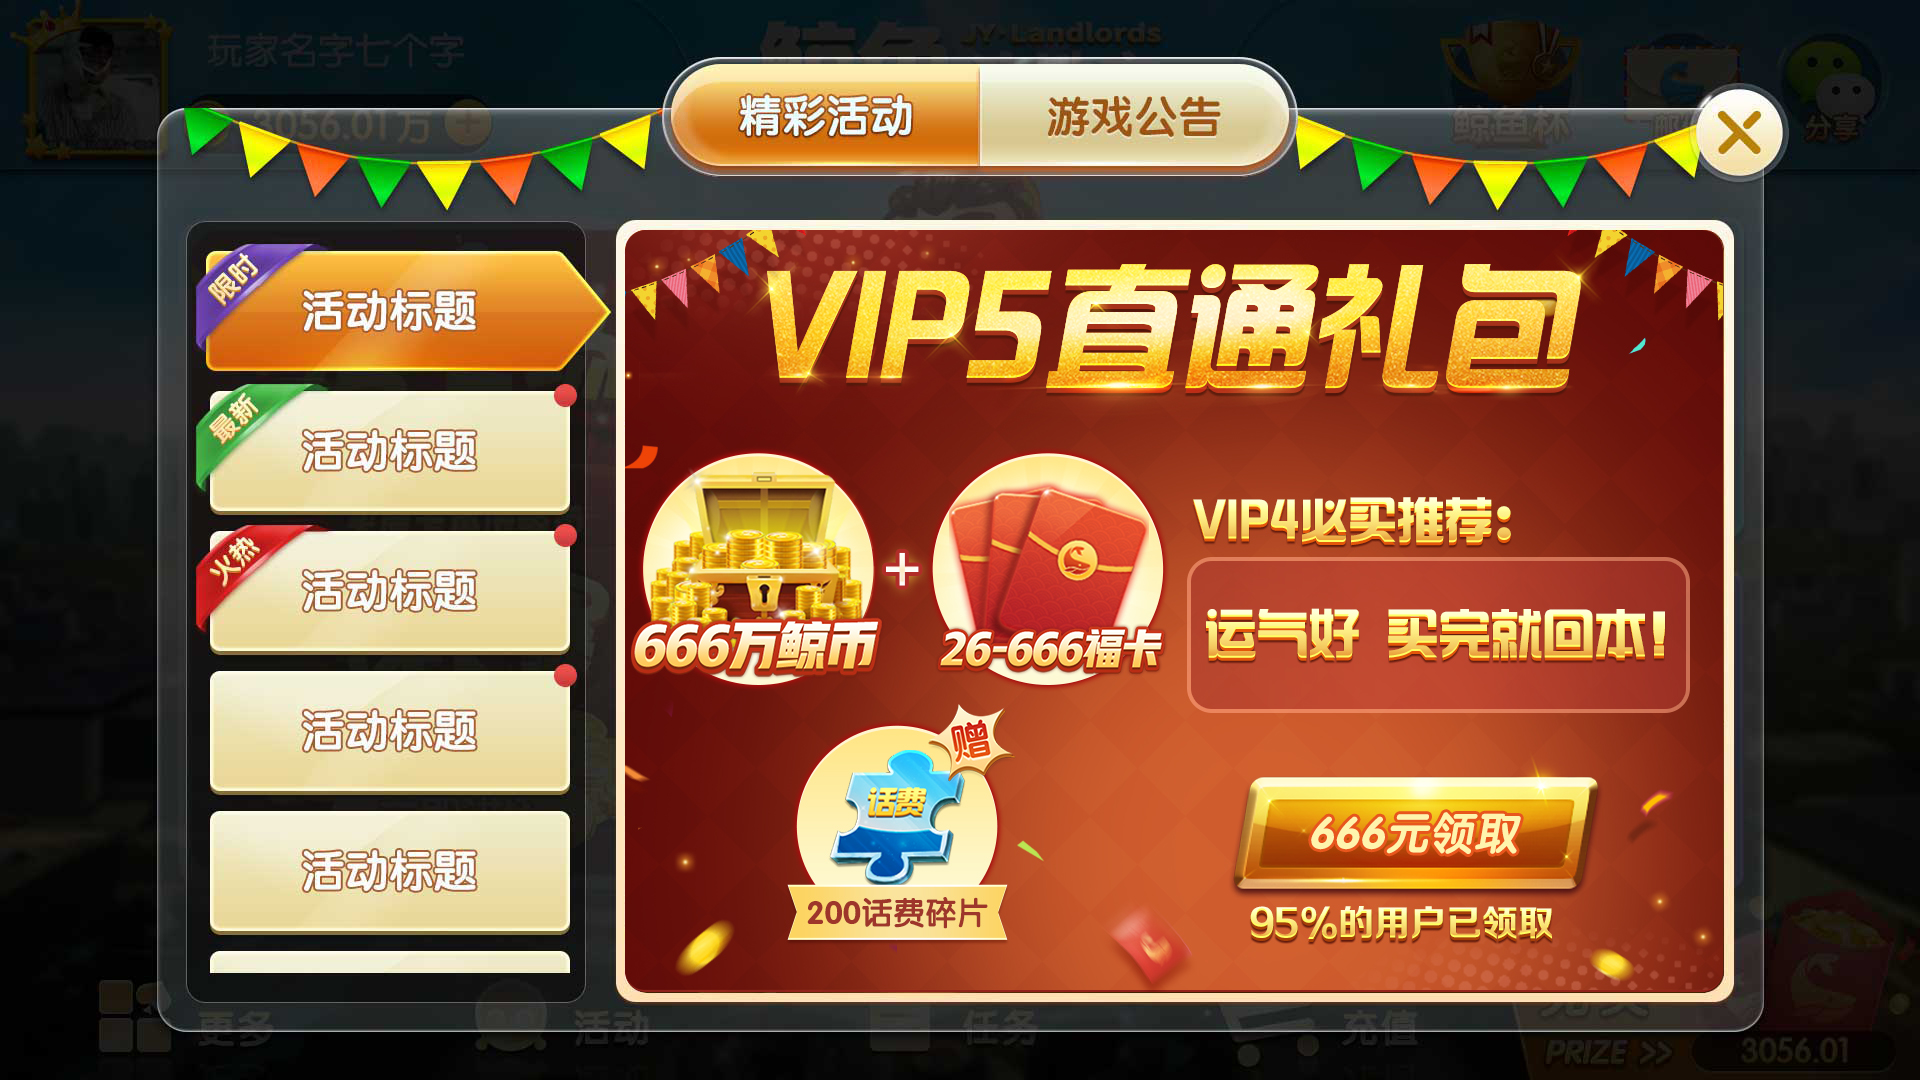 玩家名字七个字
JY·Landlords
3056.01万
鲸鱼杯
分享
精彩活动
游戏公告
限时
活动标题
最新
活动标题
火热
活动标题
活动标题
活动标题
VIP5直通礼包
666万鲸币
+
26-666福卡
VIP4必买推荐:
运气好 买完就回本!
赠
话费
200话费碎片
666元领取
95%的用户已领取
更多
活动
任务
充值
PRIZE >>
3056.01